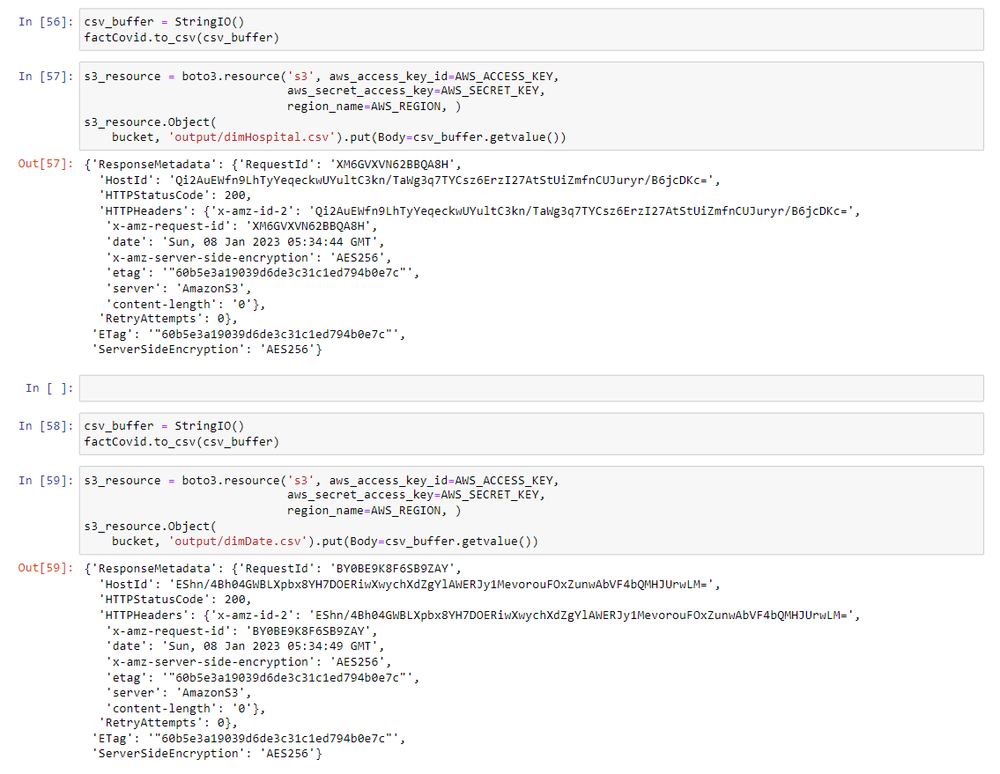 In [56]: csv_buffer = StringIO()
factCovid.to_csv(csv_buffer)
In [57]: s3_resource = boto3.resource('s3', aws_access_key_id=AWS_ACCESS_KEY,
aws_secret_access_key=AWS_SECRET_KEY,
region_name=AWS_REGION, )
s3_resource.Object(
bucket, 'output/dimHospital.csv').put(Body=csv_buffer.getvalue())
Out[57]: {'ResponseMetadata': {'RequestId': 'XM6GVXVN62BBQA8H',
'HostId': 'Qi2AuEWfn9LhTyYeqeckwUYultC3kn/TaWg3q7TYCsz6ErzI27AtStUiZmfnCUJuryr/B6jcDKc=',
'HTTPStatusCode': 200,
'HTTPHeaders': {'x-amz-id-2': 'Qi2AuEWfn9LhTyYeqeckwUYultC3kn/TaWg3q7TYCsz6ErzI27AtStUiZmfnCUJuryr/B6jcDKc=',
'x-amz-request-id': 'XM6GVXVN62BBQA8H',
'date': 'Sun, 08 Jan 2023 05:34:44 GMT',
'x-amz-server-side-encryption': 'AES256',
'etag': '"60b5e3a19039d6de3c31c1ed794b0e7c"',
'server': 'AmazonS3',
'content-length': '0'},
'RetryAttempts': 0},
'ETag': '"60b5e3a19039d6de3c31c1ed794b0e7c"',
'ServerSideEncryption': 'AES256'}
In [ ]:
In [58]: csv_buffer = StringIO()
factCovid.to_csv(csv_buffer)
In [59]: s3_resource = boto3.resource('s3', aws_access_key_id=AWS_ACCESS_KEY,
aws_secret_access_key=AWS_SECRET_KEY,
region_name=AWS_REGION, )
s3_resource.Object(
bucket, 'output/dimDate.csv').put(Body=csv_buffer.getvalue())
Out[59]: {'ResponseMetadata': {'RequestId': 'BY0BE9K8F6SB9ZAY',
'HostId': 'EShn/4Bh04GWBLXpbx8YH7DOERiwXwychXdZgYlAWERJy1MevorouFOxZunwAbVF4bQMHJUrwLM=',
'HTTPStatusCode': 200,
'HTTPHeaders': {'x-amz-id-2': 'EShn/4Bh04GWBLXpbx8YH7DOERiwXwychXdZgYlAWERJy1MevorouFOxZunwAbVF4bQMHJUrwLM=',
'x-amz-request-id': 'BY0BE9K8F6SB9ZAY',
'date': 'Sun, 08 Jan 2023 05:34:49 GMT',
'x-amz-server-side-encryption': 'AES256',
'etag': '"60b5e3a19039d6de3c31c1ed794b0e7c"',
'server': 'AmazonS3',
'content-length': '0'},
'RetryAttempts': 0},
'ETag': '"60b5e3a19039d6de3c31c1ed794b0e7c"',
'ServerSideEncryption': 'AES256'}